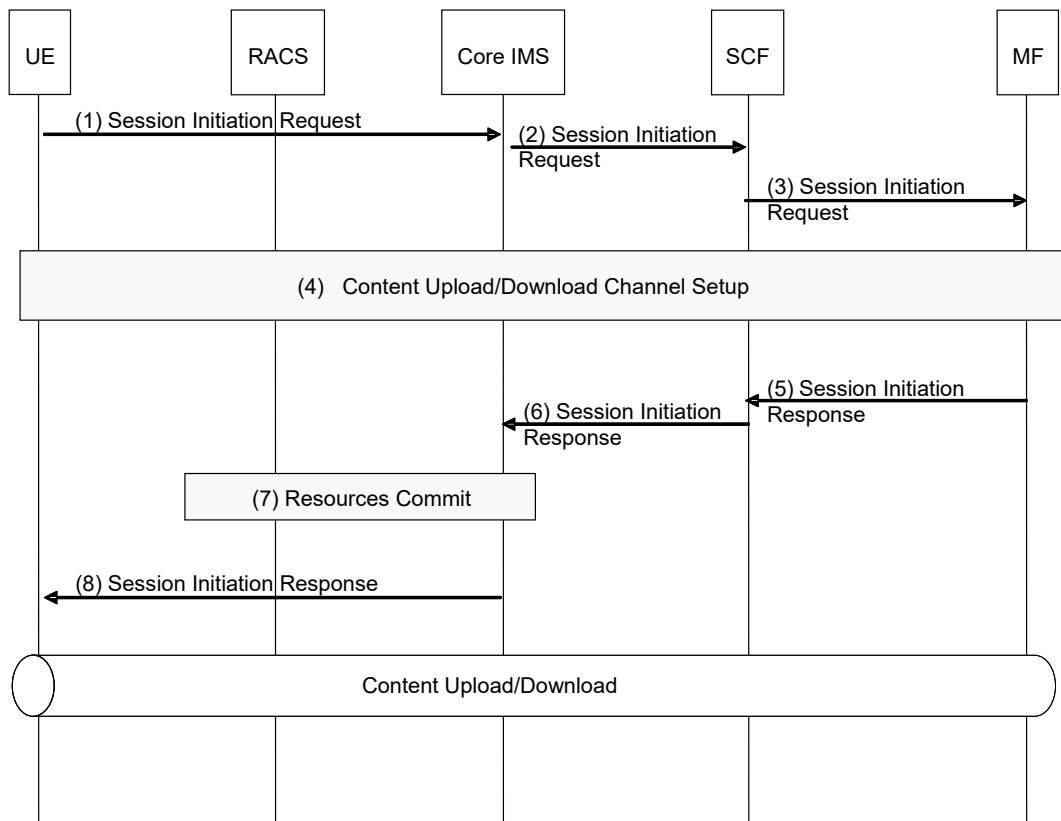 UE
RACS
Core IMS
SCF
MF
(1) Session Initiation Request
(2) Session Initiation
Request
(3) Session Initiation
Request
(4) Content Upload/Download Channel Setup
(5) Session Initiation
Response
(6) Session Initiation
Response
(7) Resources Commit
(8) Session Initiation Response
Content Upload/Download